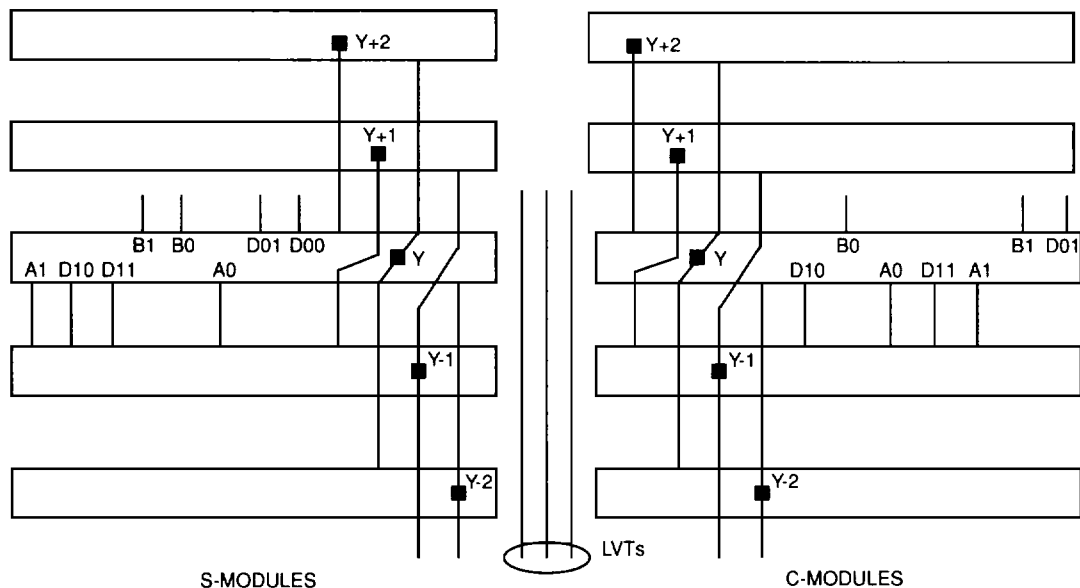 Y+2 Y+2
Y+1 Y+1
B1 B0 D01 D00 B0 B1 D01
Y Y
A1 D10 D11 A0 D10 A0 D11 A1
Y-1 Y-1
Y-2 Y-2
LVTs
S-MODULES C-MODULES